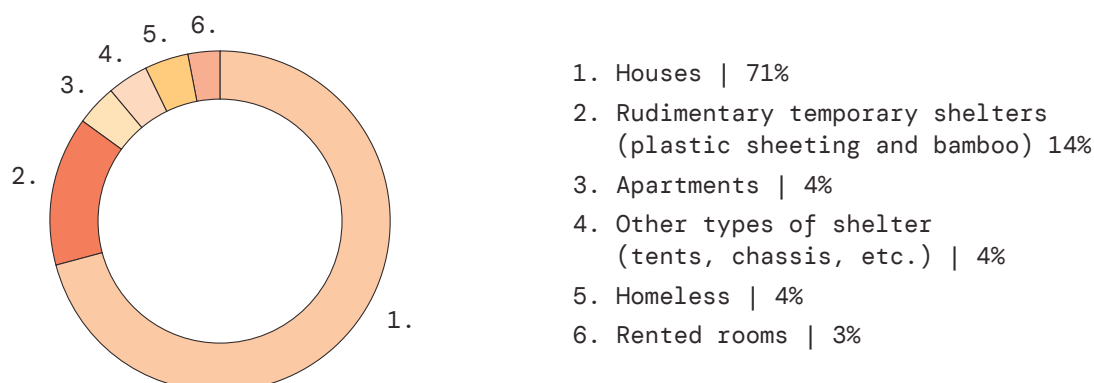 6.
5.
4.
3.
2.
1.
1. Houses | 71%
2. Rudimentary temporary shelters
(plastic sheeting and bamboo) 14%
3. Apartments | 4%
4. Other types of shelter
(tents, chassis, etc.) | 4%
5. Homeless | 4%
6. Rented rooms | 3%